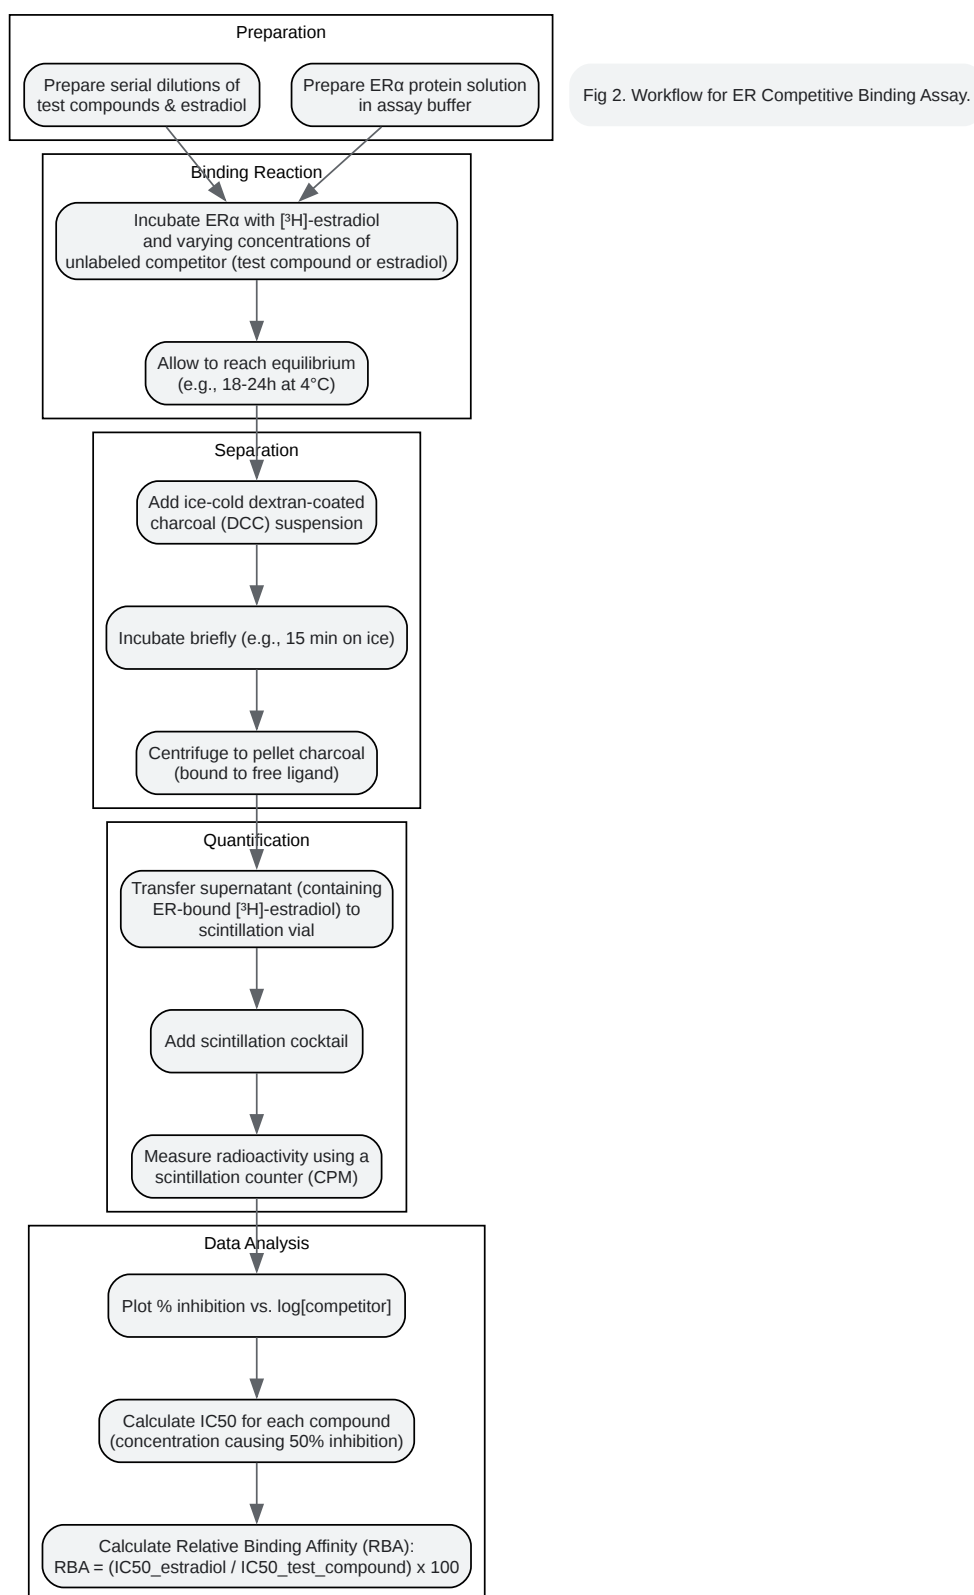 Preparation
Prepare serial dilutions of
test compounds & estradiol
Prepare ERα protein solution
in assay buffer
Fig 2. Workflow for ER Competitive Binding Assay.
Binding Reaction
Incubate ERα with [³H]-estradiol
and varying concentrations of
unlabeled competitor (test compound or estradiol)
Allow to reach equilibrium
(e.g., 18-24h at 4°C)
Separation
Add ice-cold dextran-coated
charcoal (DCC) suspension
Incubate briefly (e.g., 15 min on ice)
Centrifuge to pellet charcoal
(bound to free ligand)
Quantification
Transfer supernatant (containing
ER-bound [³H]-estradiol) to
scintillation vial
Add scintillation cocktail
Measure radioactivity using a
scintillation counter (CPM)
Data Analysis
Plot % inhibition vs. log[competitor]
Calculate IC50 for each compound
(concentration causing 50% inhibition)
Calculate Relative Binding Affinity (RBA):
RBA = (IC50_estradiol / IC50_test_compound) x 100